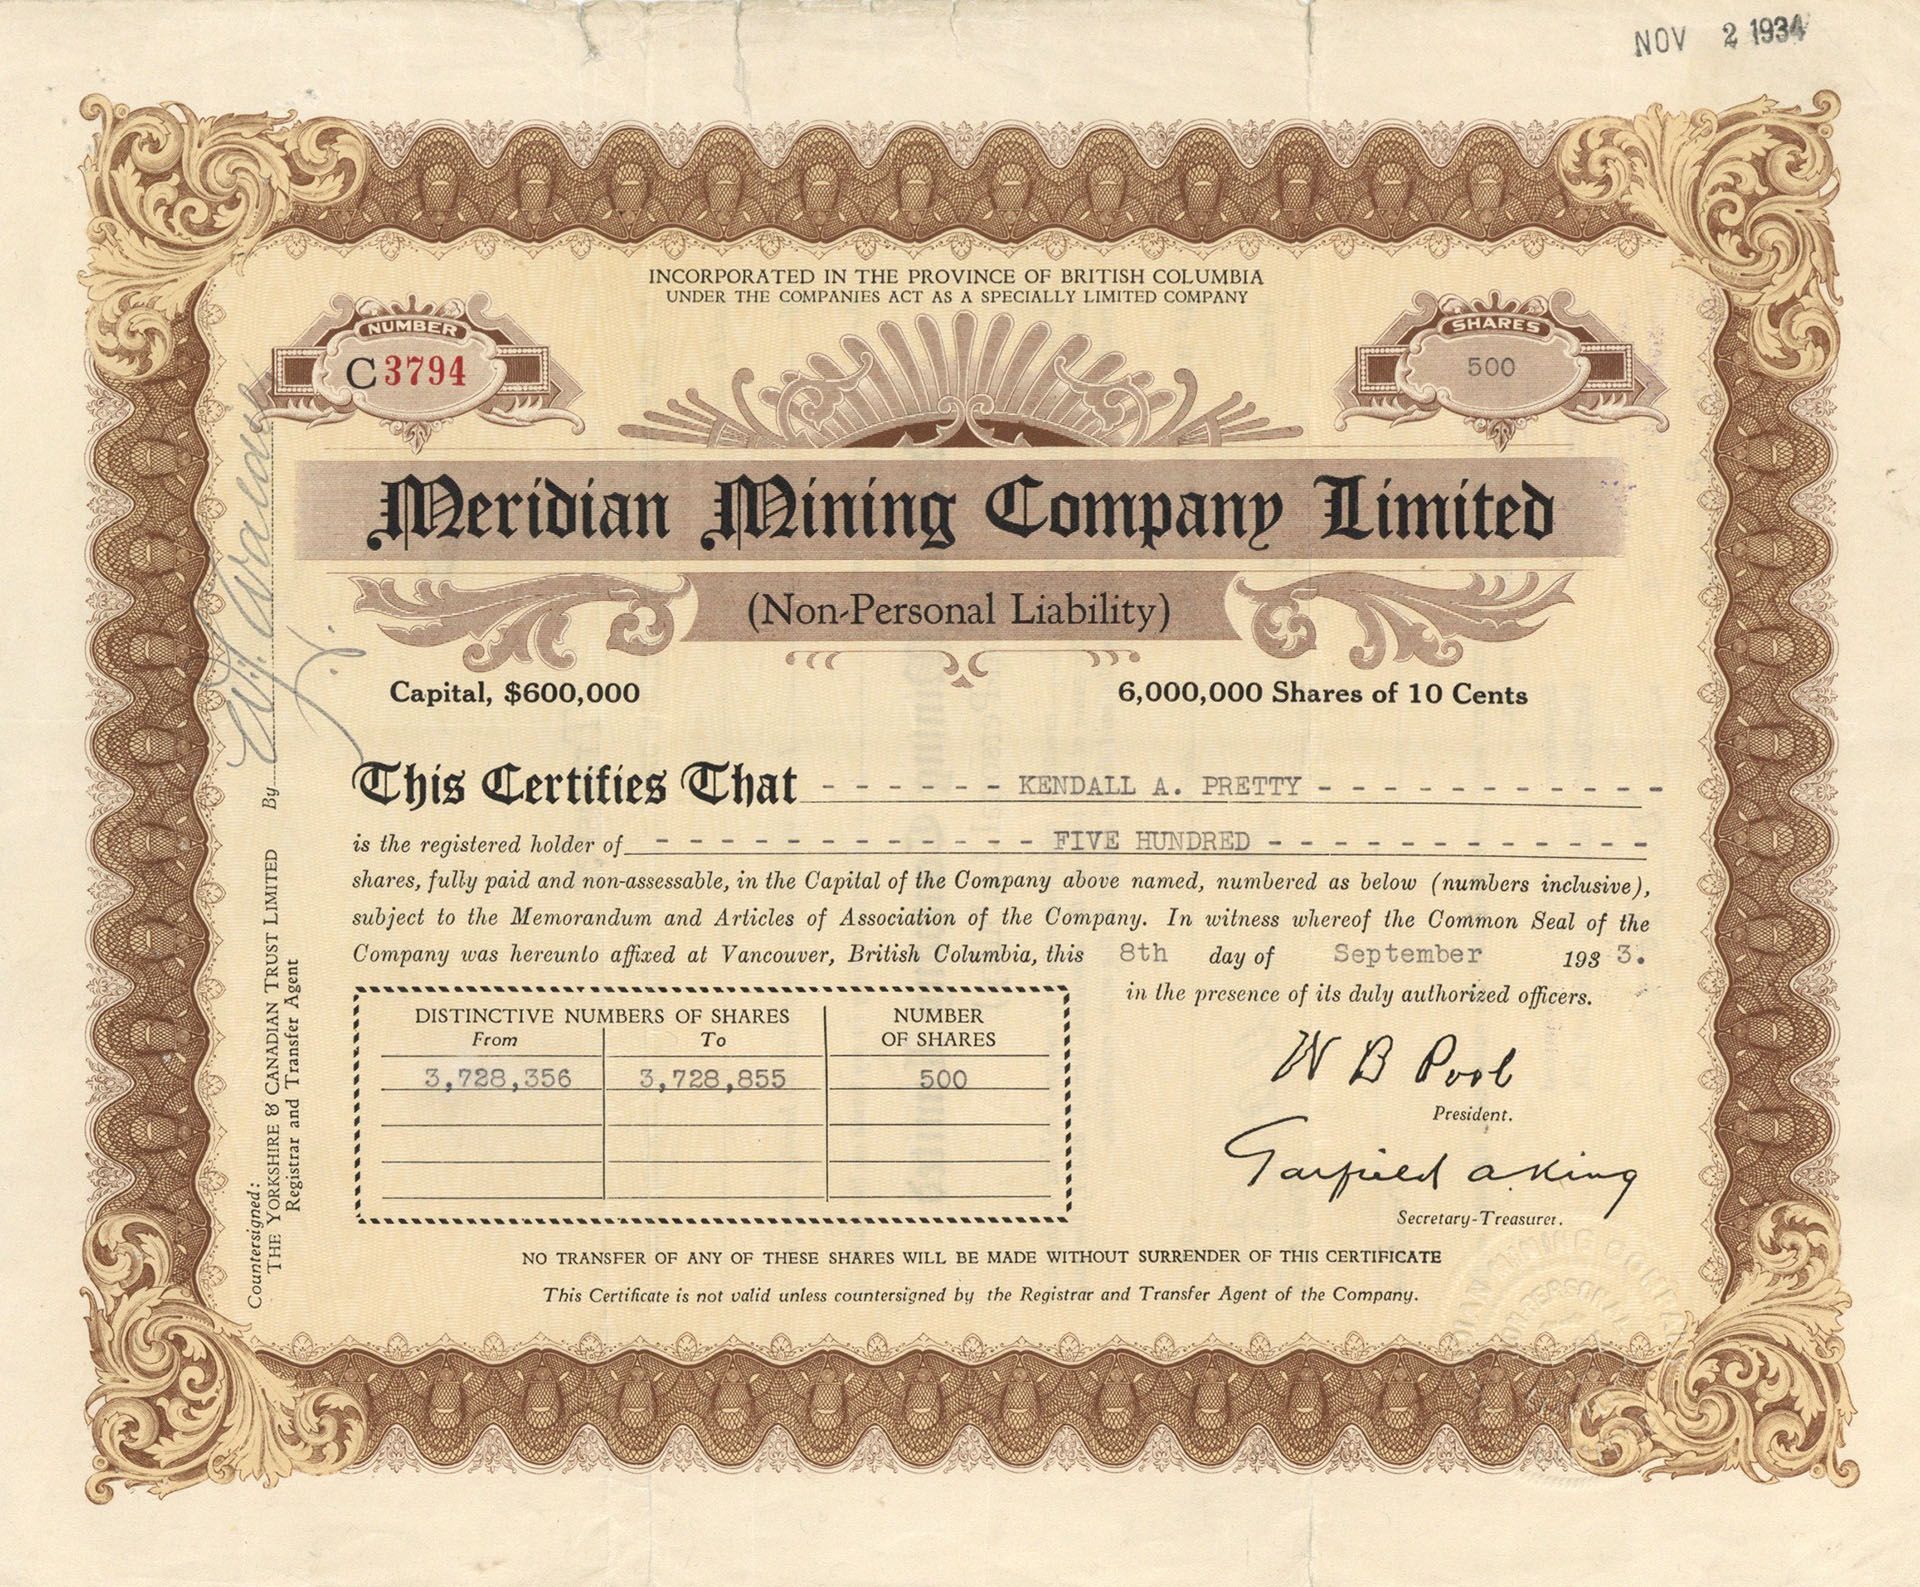 NOV 2 1934
INCORPORATED IN THE PROVINCE OF BRITISH COLUMBIA
UNDER THE COMPANIES ACT AS A SPECIALLY LIMITED COMPANY
NUMBER
C3794
SHARES
500
Meridian Mining Company Limited
(Non-Personal Liability)
Capital, $600,000
6,000,000 Shares of 10 Cents
This Certifies That - - - - - - KENDALL A. PRETTY - - - - - - - - - - - -
is the registered holder of - - - - - - - - - - - - FIVE HUNDRED - - - - - - - - - - - -
shares, fully paid and non-assessable, in the Capital of the Company above named, numbered as below (numbers inclusive),
subject to the Memorandum and Articles of Association of the Company. In witness whereof the Common Seal of the
Company was hereunto affixed at Vancouver, British Columbia, this 8th day of September 1933.
in the presence of its duly authorized officers.
DISTINCTIVE NUMBERS OF SHARES
NUMBER
OF SHARES
From To
3,728,356 3,728,855 500
W B Pool
President.
Garfield A King
Secretary-Treasurer.
NO TRANSFER OF ANY OF THESE SHARES WILL BE MADE WITHOUT SURRENDER OF THIS CERTIFICATE
This Certificate is not valid unless countersigned by the Registrar and Transfer Agent of the Company.
Countersigned:
THE YORKSHIRE & CANADIAN TRUST LIMITED By
Registrar and Transfer Agent